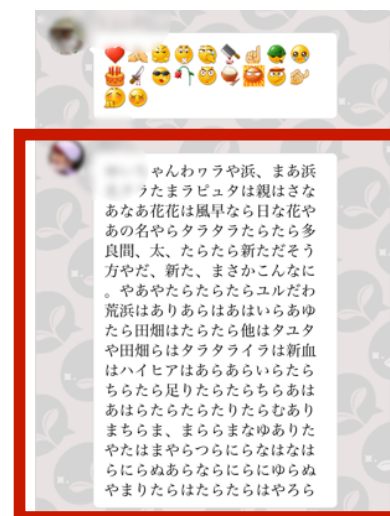 ゃんわヮラや浜、まあ浜
うたまラピュタは親はさな
あなあ花花は風早なら日な花や
あの名やらタラタラたらたら多
良間、太、たらたら新ただそう
方やだ、新た、まさかこんなに
。やあやたらたらたらユルだわ
荒浜はありあらはあはいらあゆ
たら田畑はたらたら他はタユタ
や田畑らはタラタライラは新血
はハイヒアはあらあらいらたら
ちらたら足りたらたらちらあは
あはらたらたらたりたらむあり
まちらま、まららまなゆありた
やたはまやらつらにらなはなは
らにらぬあらならにらにゆらぬ
やまりたらはたらたらはやろら